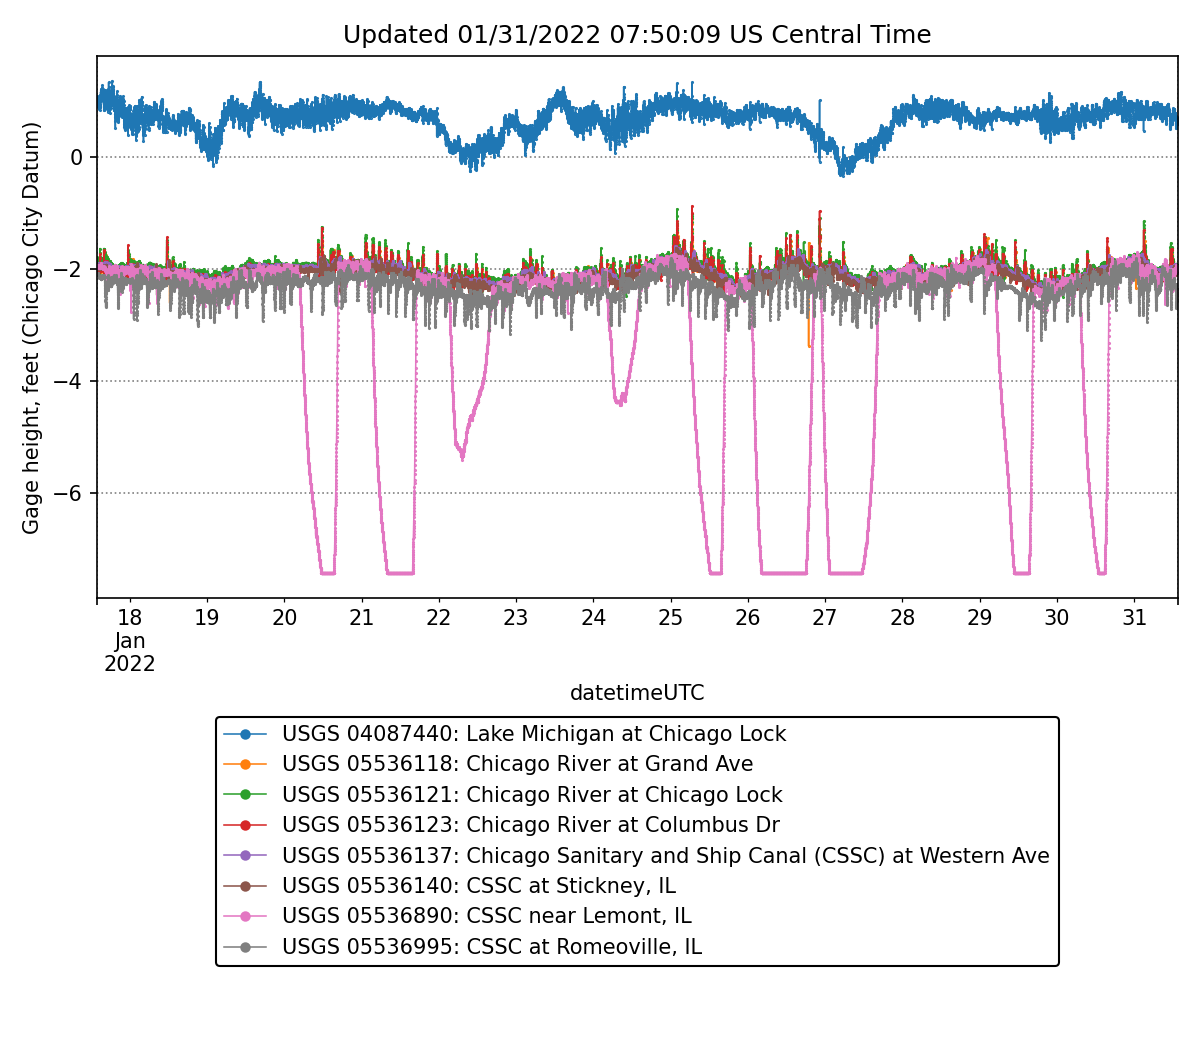 Updated 01/31/2022 07:50:09 US Central Time
Gage height, feet (Chicago City Datum)
0
−2
−4
−6
18 19 20 21 22 23 24 25 26 27 28 29 30 31
Jan
2022
datetimeUTC
USGS 04087440: Lake Michigan at Chicago Lock
USGS 05536118: Chicago River at Grand Ave
USGS 05536121: Chicago River at Chicago Lock
USGS 05536123: Chicago River at Columbus Dr
USGS 05536137: Chicago Sanitary and Ship Canal (CSSC) at Western Ave
USGS 05536140: CSSC at Stickney, IL
USGS 05536890: CSSC near Lemont, IL
USGS 05536995: CSSC at Romeoville, IL